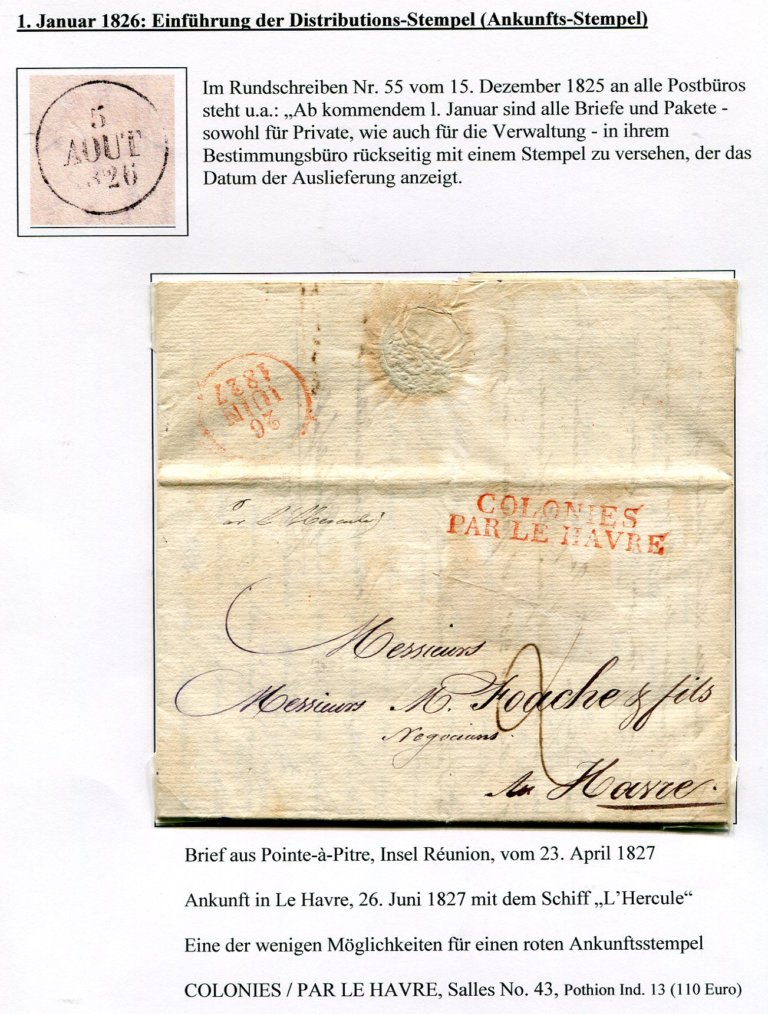 1. Januar 1826: Einführung der Distributions-Stempel (Ankunfts-Stempel)
5
AOUT
1826
Im Rundschreiben Nr. 55 vom 15. Dezember 1825 an alle Postbüros
steht u.a.: „Ab kommendem l. Januar sind alle Briefe und Pakete -
sowohl für Private, wie auch für die Verwaltung - in ihrem
Bestimmungsbüro rückseitig mit einem Stempel zu versehen, der das
Datum der Auslieferung anzeigt.
26
JUIN
1827
COLONIES
PAR LE HAVRE
Par l'Hercule
Messieurs
Messieurs M. Foache & fils
Negocians
2
Au Havre.
Brief aus Pointe-à-Pitre, Insel Réunion, vom 23. April 1827
Ankunft in Le Havre, 26. Juni 1827 mit dem Schiff „L'Hercule“
Eine der wenigen Möglichkeiten für einen roten Ankunftsstempel
COLONIES / PAR LE HAVRE, Salles No. 43, Pothion Ind. 13 (110 Euro)